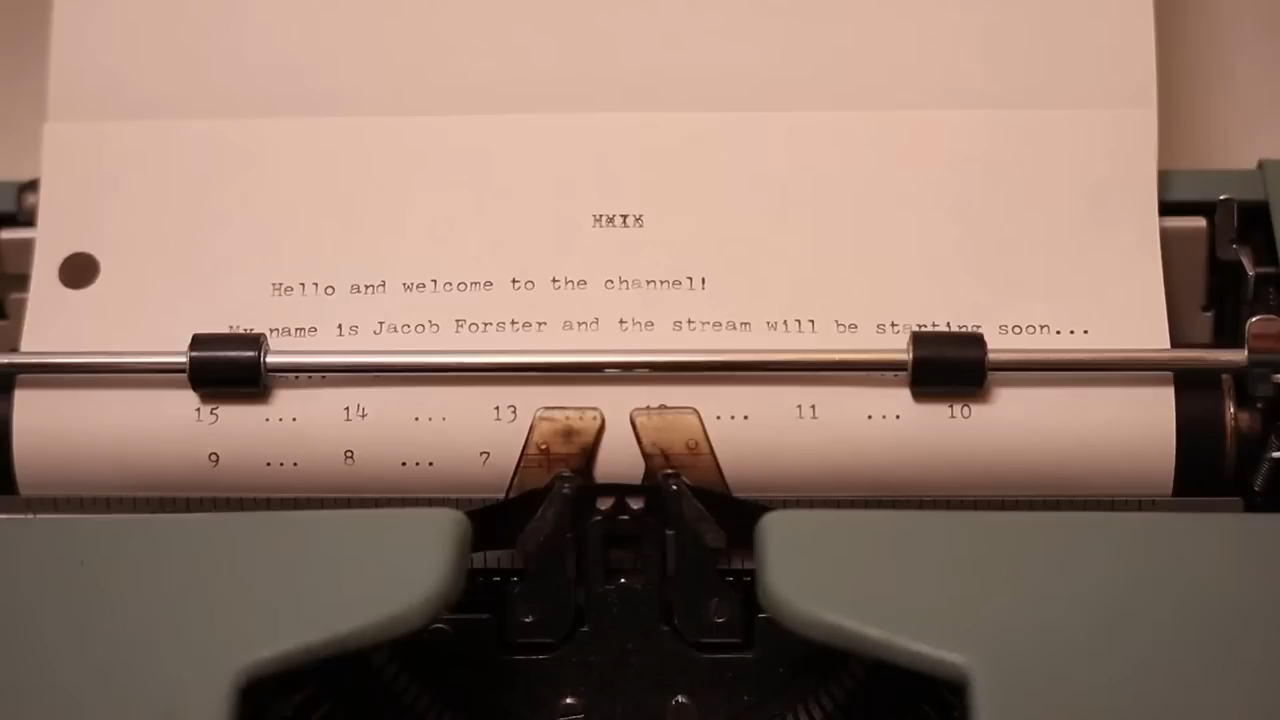 Hello and welcome to the channel!
My name is Jacob Forster and the stream will be starting soon...
15 ... 14 ... 13 ... 12 ... 11 ... 10
9 ... 8 ... 7